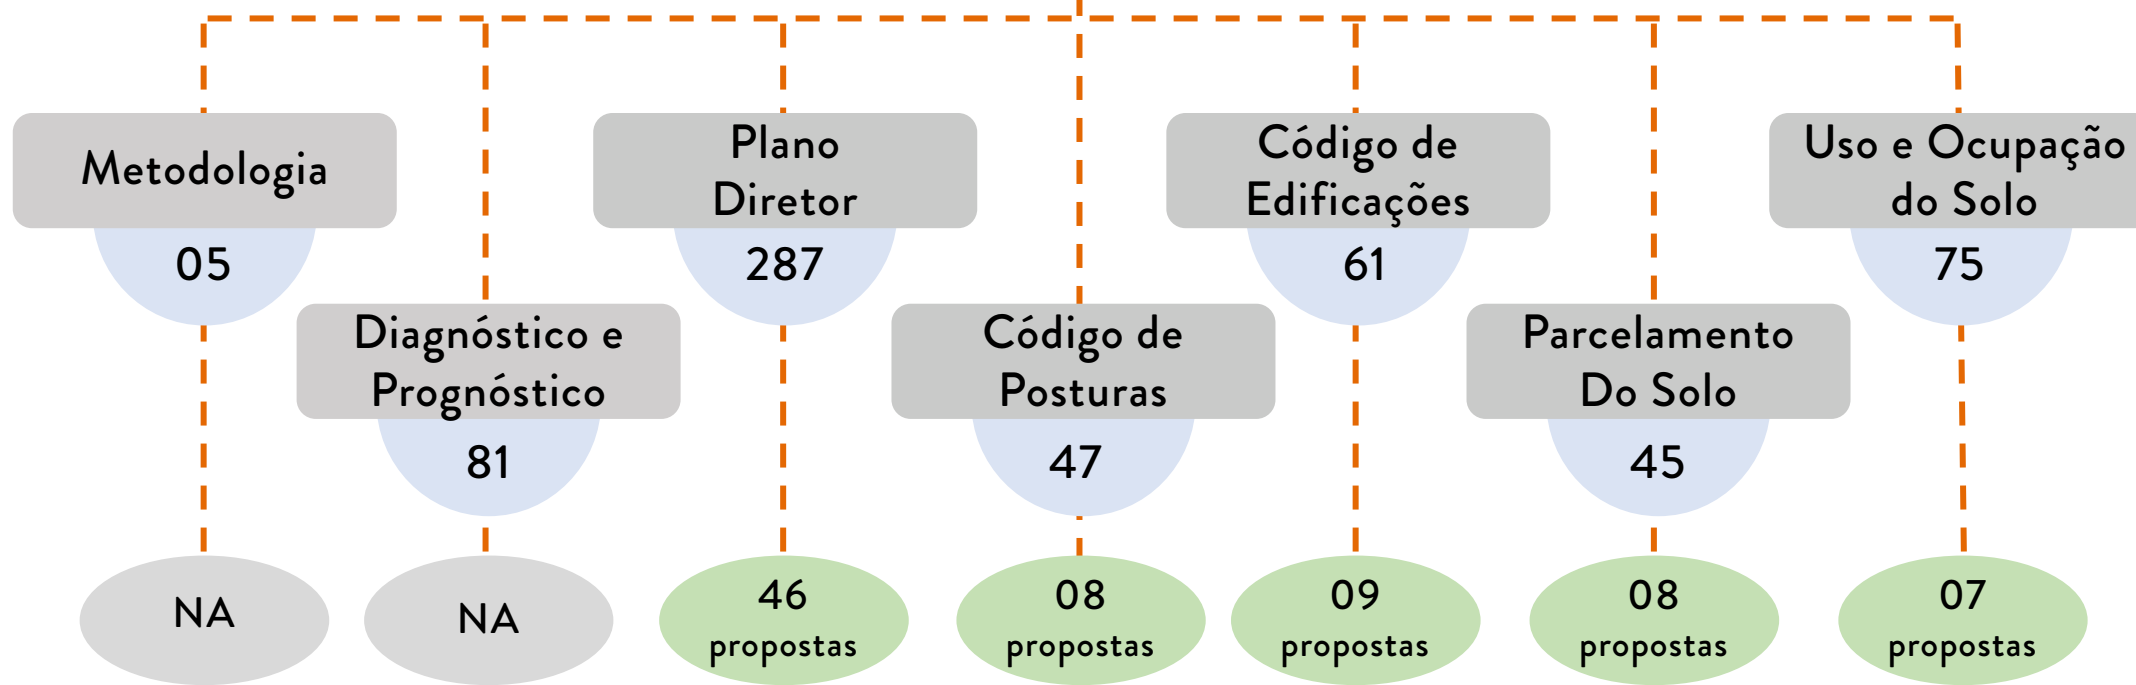 Metodologia
05
NA
Diagnóstico e
Prognóstico
81
NA
Plano
Diretor
287
46
propostas
Código de
Posturas
47
08
propostas
Código de
Edificações
61
09
propostas
Parcelamento
Do Solo
45
08
propostas
Uso e Ocupação
do Solo
75
07
propostas